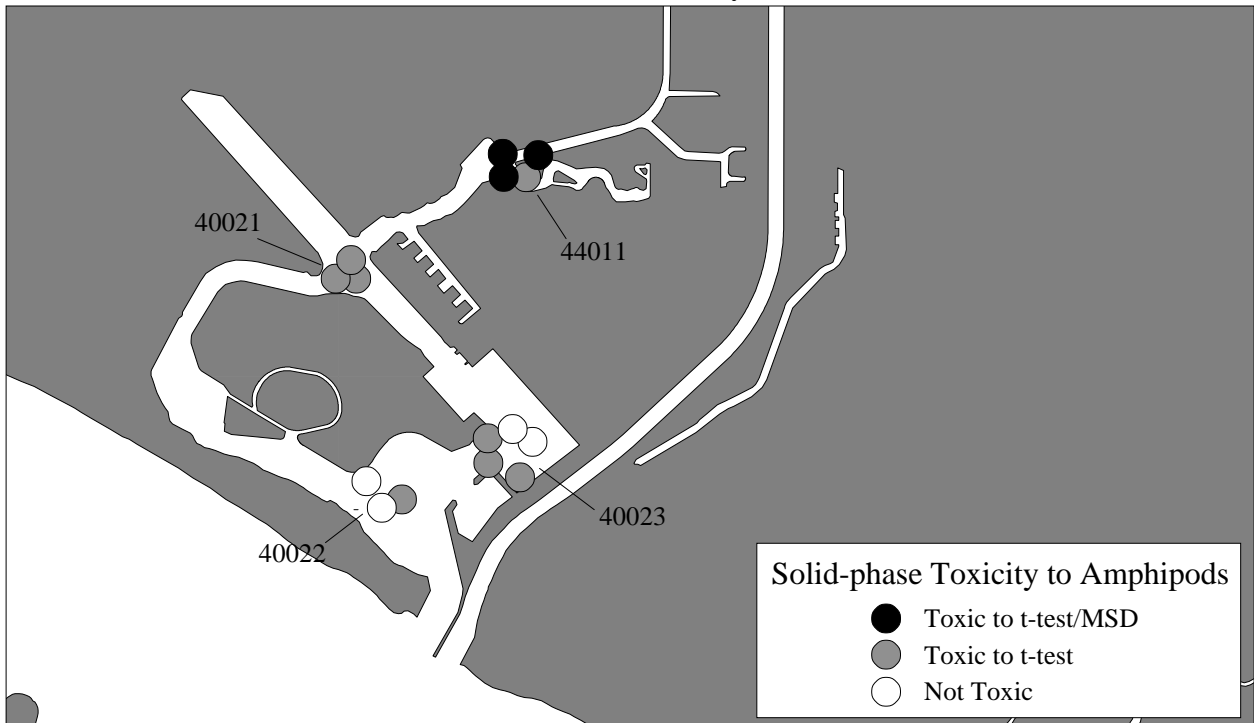 40021
44011
40023
40022
Solid-phase Toxicity to Amphipods
Toxic to t-test/MSD
Toxic to t-test
Not Toxic